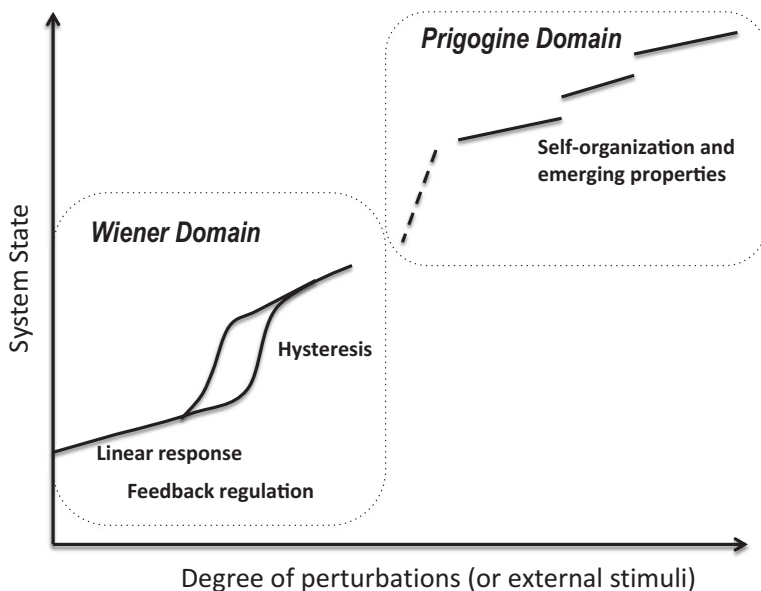 Prigogine Domain
Self-organization and
emerging properties
Wiener Domain
Hysteresis
Linear response
Feedback regulation
System State
Degree of perturbations (or external stimuli)